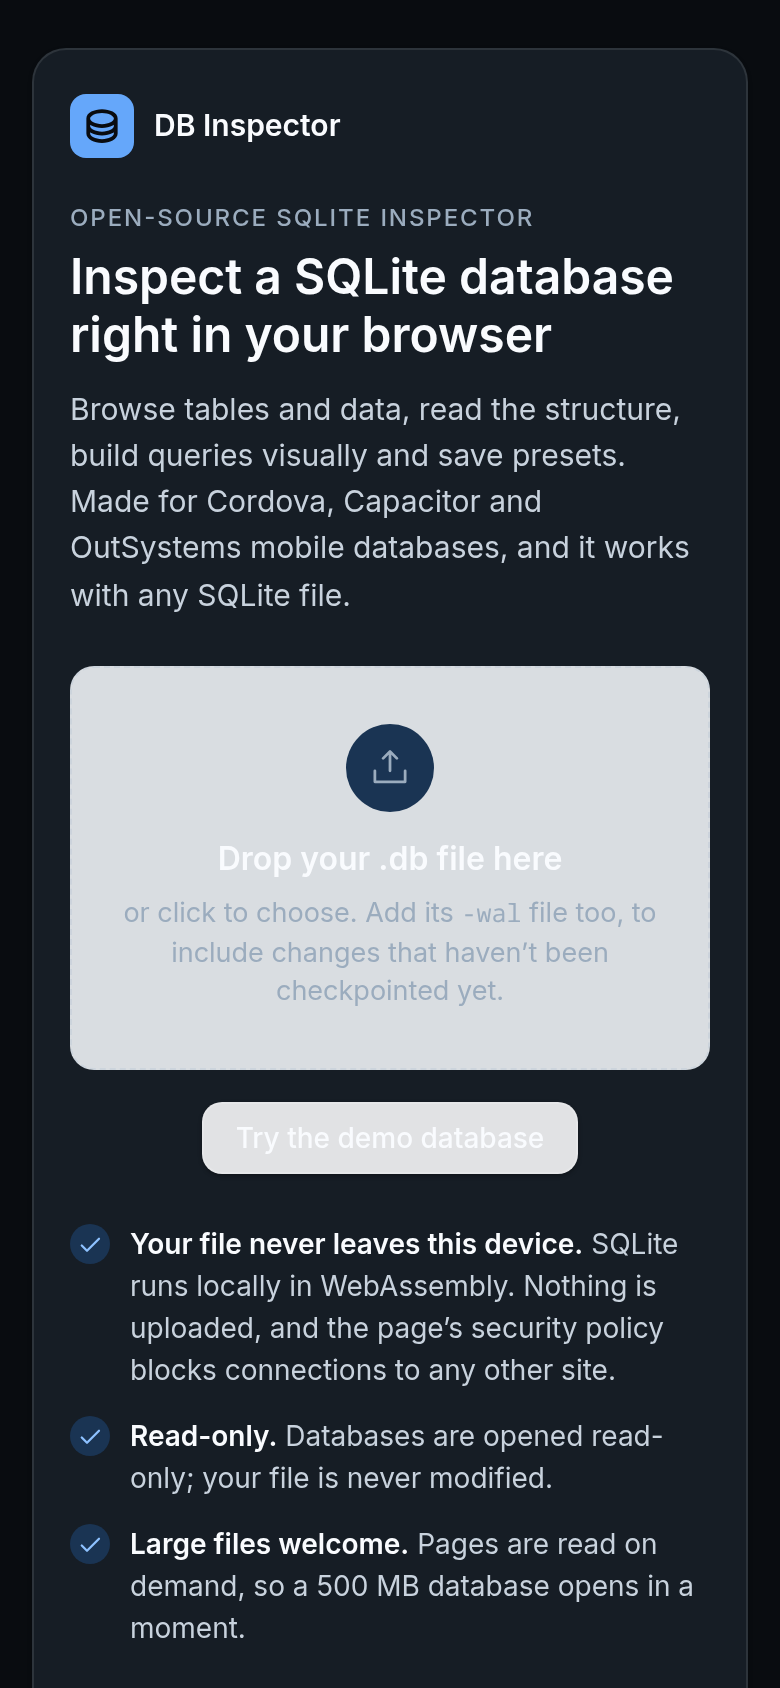 DB Inspector
OPEN-SOURCE SQLITE INSPECTOR
Inspect a SQLite database
right in your browser
Browse tables and data, read the structure,
build queries visually and save presets.
Made for Cordova, Capacitor and
OutSystems mobile databases, and it works
with any SQLite file.
Drop your .db file here
or click to choose. Add its -wal file too, to
include changes that haven’t been
checkpointed yet.
Try the demo database
Your file never leaves this device. SQLite
runs locally in WebAssembly. Nothing is
uploaded, and the page’s security policy
blocks connections to any other site.
Read-only. Databases are opened read-
only; your file is never modified.
Large files welcome. Pages are read on
demand, so a 500 MB database opens in a
moment.